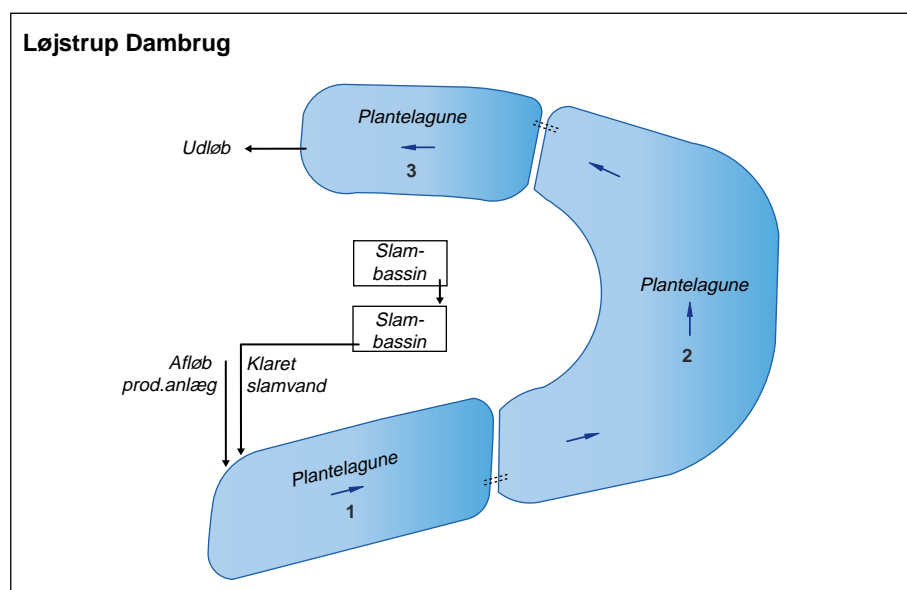 Løjstrup Dambrug
Plantelagune
3
Udløb
Slam-
bassin
Slam-
bassin
Plantelagune
2
Afløb
prod.anlæg
Klaret
slamvand
Plantelagune
1